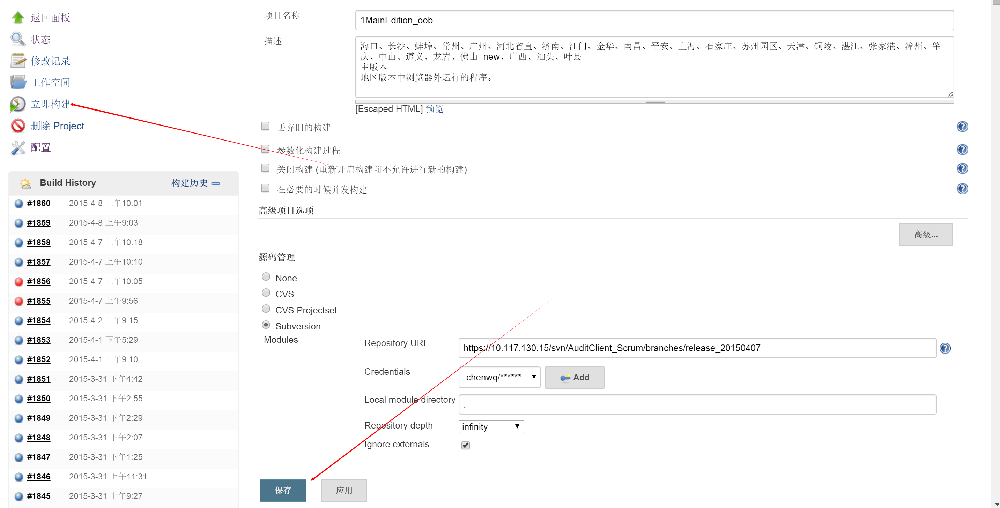 返回面板
状态
修改记录
工作空间
立即构建
删除 Project
配置
Build History 构建历史
#1860 2015-4-8 上午10:01
#1859 2015-4-8 上午9:03
#1858 2015-4-7 上午10:18
#1857 2015-4-7 上午10:10
#1856 2015-4-7 上午10:05
#1855 2015-4-7 上午9:56
#1854 2015-4-2 上午9:15
#1853 2015-4-1 下午5:29
#1852 2015-4-1 上午9:10
#1851 2015-3-31 下午4:42
#1850 2015-3-31 下午2:55
#1849 2015-3-31 下午2:29
#1848 2015-3-31 下午2:07
#1847 2015-3-31 下午1:25
#1846 2015-3-31 上午11:31
#1845 2015-3-31 上午9:27
项目名称 1MainEdition_oob
描述
海口、长沙、蚌埠、常州、广州、河北省直、济南、江门、金华、南昌、平安、上海、石家庄、苏州园区、天津、铜陵、湛江、张家港、漳州、肇
庆、中山、遵义、龙岩、佛山_new、广西、汕头、叶县
主版本
地区版本中浏览器外运行的程序。
[Escaped HTML] 预览
丢弃旧的构建
参数化构建过程
关闭构建 (重新开启构建前不允许进行新的构建)
在必要的时候并发构建
高级项目选项
高级...
源码管理
None
CVS
CVS Projectset
Subversion
Modules
Repository URL https://10.117.130.15/svn/AuditClient_Scrum/branches/release_20150407
Credentials chenwq/****** Add
Local module directory .
Repository depth infinity
Ignore externals
保存 应用